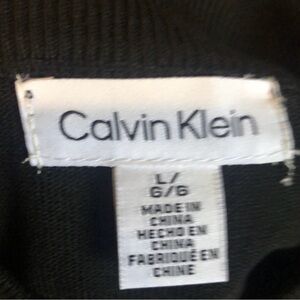 Calvin Klein
L/
G/G
MADE IN
CHINA
HECHO EN
CHINA
FABRIQUÉ EN
CHINE